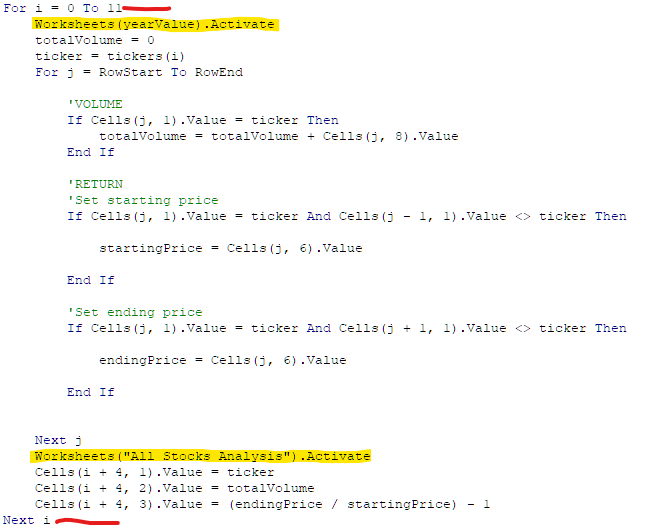 For i = 0 To 11
Worksheets(yearValue).Activate
totalVolume = 0
ticker = tickers(i)
For j = RowStart To RowEnd
'VOLUME
If Cells(j, 1).Value = ticker Then
totalVolume = totalVolume + Cells(j, 8).Value
End If
'RETURN
'Set starting price
If Cells(j, 1).Value = ticker And Cells(j - 1, 1).Value <> ticker Then
startingPrice = Cells(j, 6).Value
End If
'Set ending price
If Cells(j, 1).Value = ticker And Cells(j + 1, 1).Value <> ticker Then
endingPrice = Cells(j, 6).Value
End If
Next j
Worksheets("All Stocks Analysis").Activate
Cells(i + 4, 1).Value = ticker
Cells(i + 4, 2).Value = totalVolume
Cells(i + 4, 3).Value = (endingPrice / startingPrice) - 1
Next i